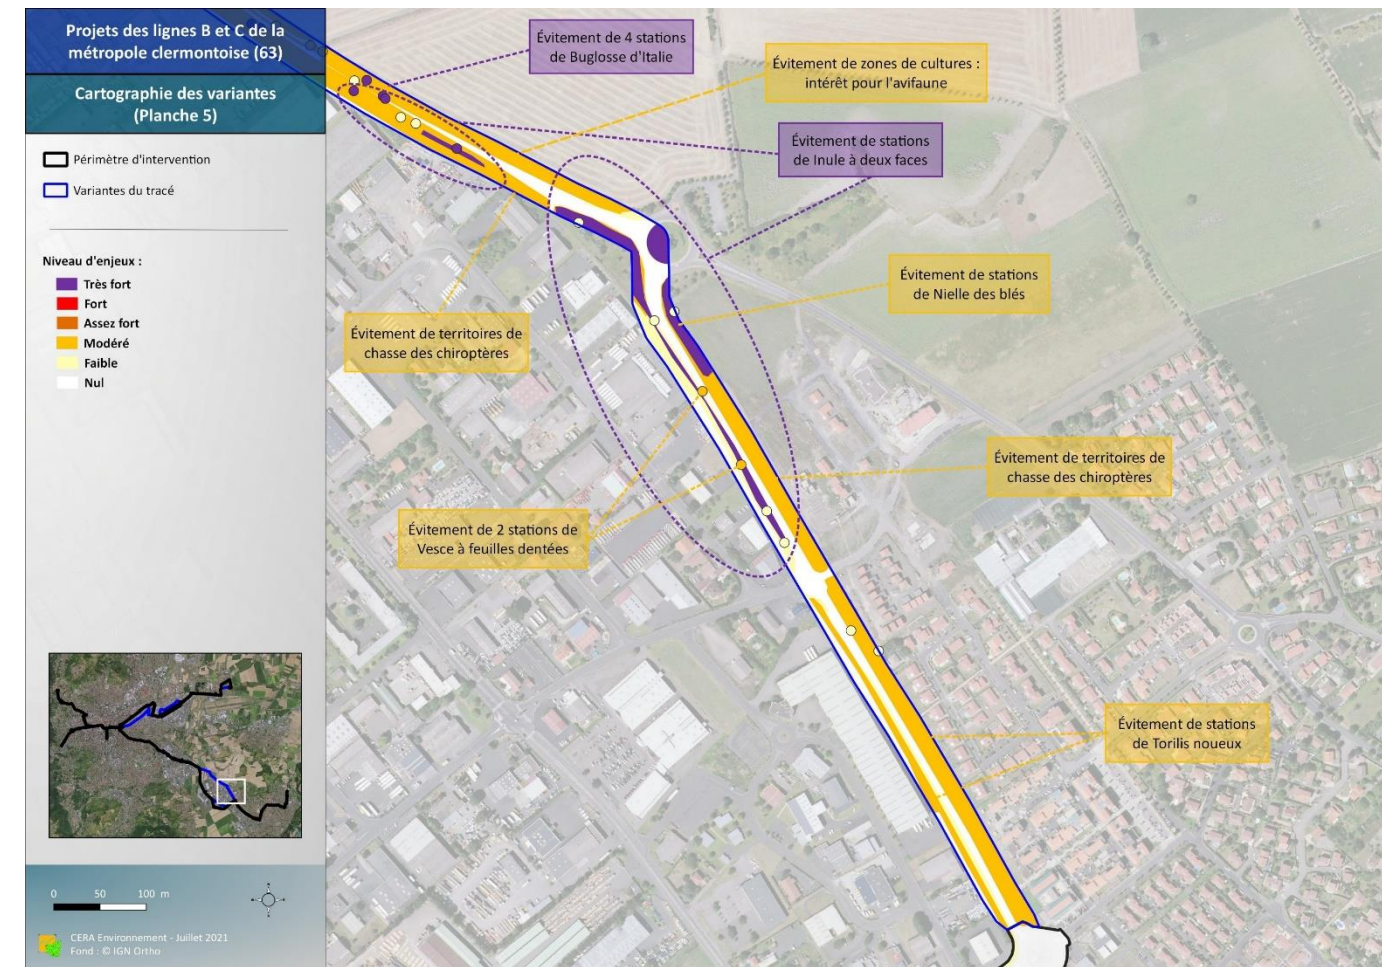 Projets des lignes B et C de la
métropole clermontoise (63)
Cartographie des variantes
(Planche 5)
Périmètre d'intervention
Variantes du tracé
Niveau d'enjeux :
Très fort
Fort
Assez fort
Modéré
Faible
Nul
0 50 100 m
CERA Environnement - Juillet 2021
Fond : © IGN Ortho
Évitement de 4 stations
de Buglosse d'Italie
Évitement de zones de cultures :
intérêt pour l'avifaune
Évitement de stations
de Inule à deux faces
Évitement de stations
de Nielle des blés
Évitement de territoires de
chasse des chiroptères
Évitement de territoires de
chasse des chiroptères
Évitement de 2 stations de
Vesce à feuilles dentées
Évitement de stations
de Torilis noueux